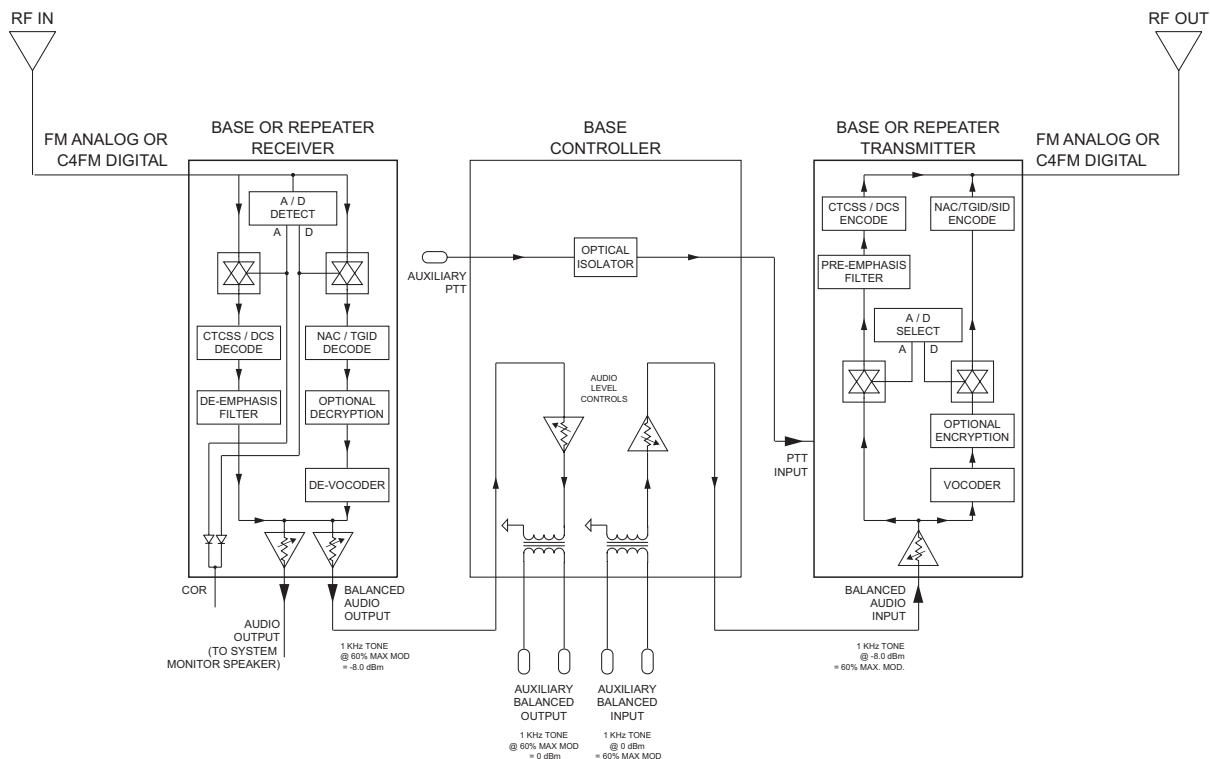 RF IN
RF OUT
FM ANALOG OR
C4FM DIGITAL
BASE OR REPEATER
RECEIVER
A / D
DETECT
A D
CTCSS / DCS
DECODE
NAC / TGID
DECODE
DE-EMPHASIS
FILTER
OPTIONAL
DECRYPTION
DE-VOCODER
COR
AUDIO
OUTPUT
(TO SYSTEM
MONITOR SPEAKER)
BALANCED
AUDIO
OUTPUT
1 KHz TONE
@ 60% MAX MOD
= -8.0 dBm
BASE
CONTROLLER
AUXILIARY
PTT
OPTICAL
ISOLATOR
AUDIO
LEVEL
CONTROLS
AUXILIARY
BALANCED
OUTPUT
1 KHz TONE
@ 60% MAX MOD
= 0 dBm
AUXILIARY
BALANCED
INPUT
1 KHz TONE
@ 0 dBm
= 60% MAX MOD
BASE OR REPEATER
TRANSMITTER
FM ANALOG OR
C4FM DIGITAL
CTCSS / DCS
ENCODE
NAC/TGID/SID
ENCODE
PRE-EMPHASIS
FILTER
A / D
SELECT
A D
OPTIONAL
ENCRYPTION
VOCODER
PTT
INPUT
BALANCED
AUDIO
INPUT
1 KHz TONE
@ -8.0 dBm
= 60% MAX. MOD.